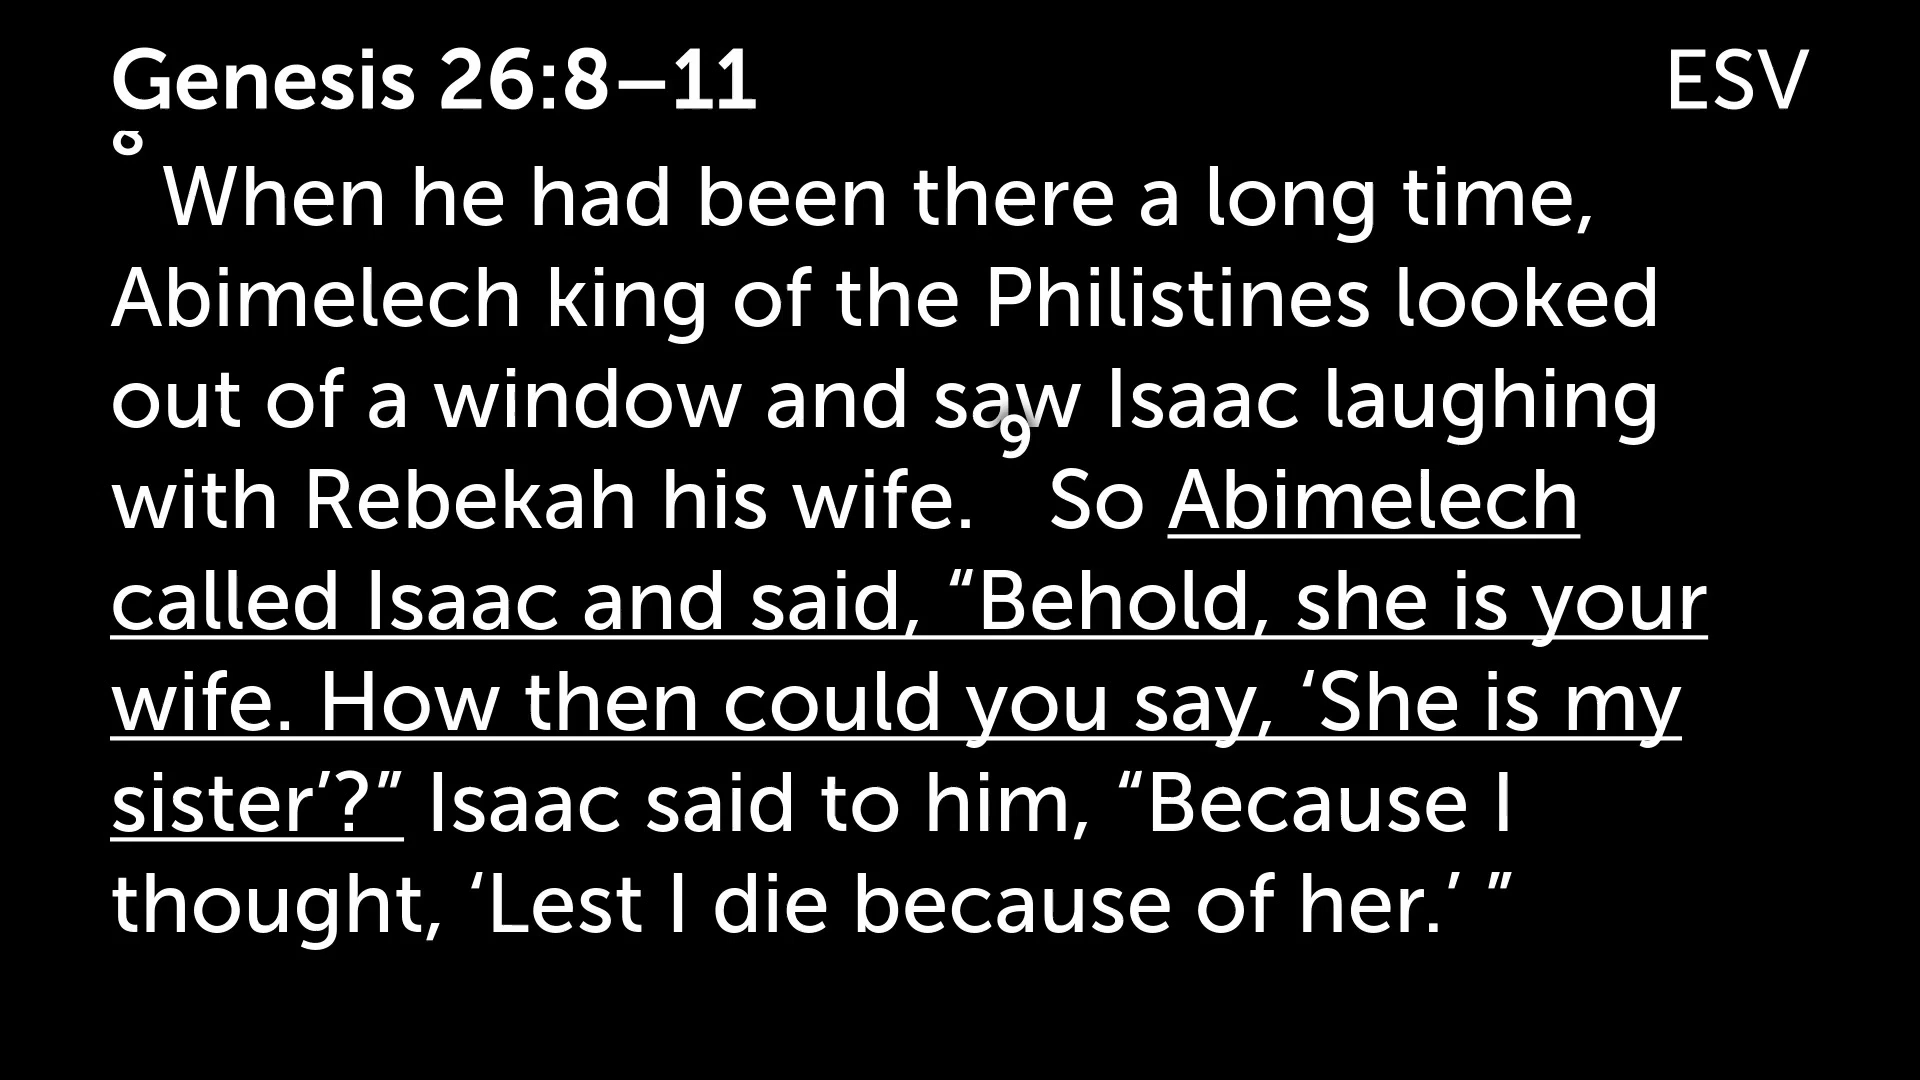 Genesis 26:8–11 ESV
8 When he had been there a long time,
Abimelech king of the Philistines looked
out of a window and saw Isaac laughing
with Rebekah his wife. 9 So Abimelech
called Isaac and said, “Behold, she is your
wife. How then could you say, ‘She is my
sister’?” Isaac said to him, “Because I
thought, ‘Lest I die because of her.’ ”